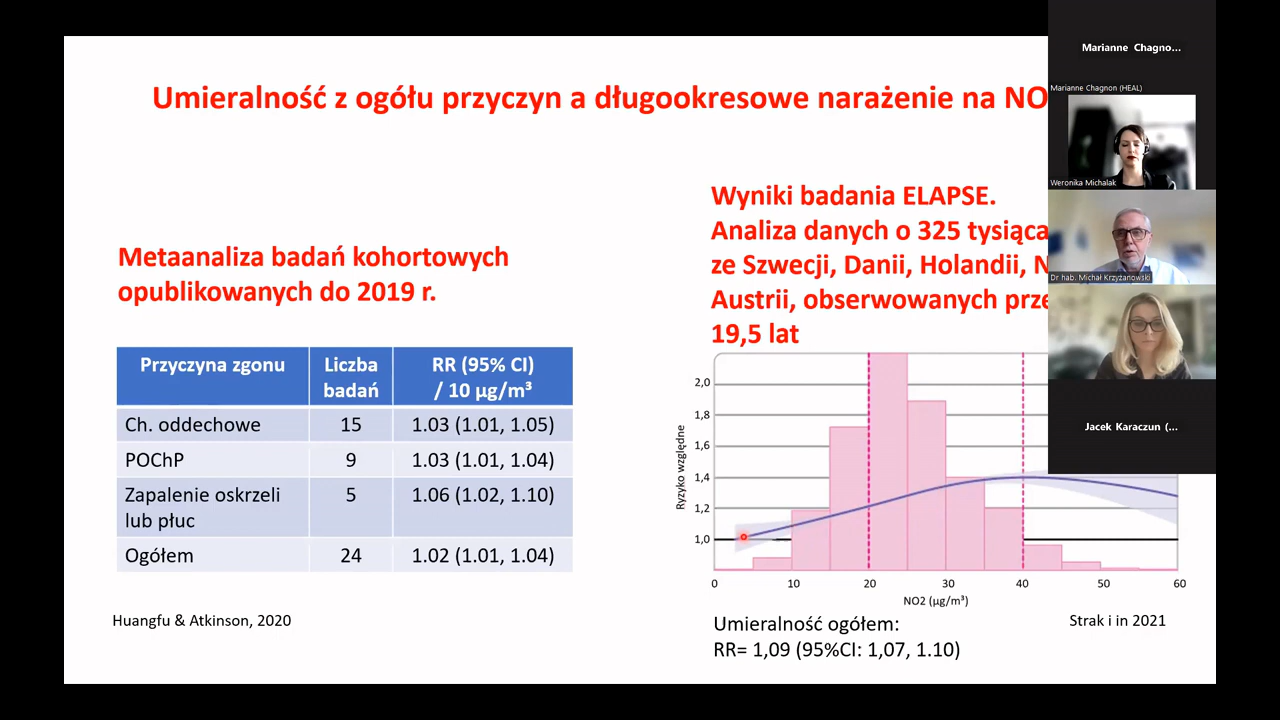 Umieralność z ogółu przyczyn a długookresowe narażenie na NO
Marianne Chagno...
Marianne Chagnon (HEAL)
Weronika Michalak
Dr hab. Michał Krzyżanowski
Jacek Karaczun (...
Metaanaliza badań kohortowych
opublikowanych do 2019 r.
Przyczyna zgonu Liczba badań RR (95% CI) / 10 µg/m³
Ch. oddechowe 15 1.03 (1.01, 1.05)
POChP 9 1.03 (1.01, 1.04)
Zapalenie oskrzeli lub płuc 5 1.06 (1.02, 1.10)
Ogółem 24 1.02 (1.01, 1.04)
Huangfu & Atkinson, 2020
Wyniki badania ELAPSE.
Analiza danych o 325 tysiąca
ze Szwecji, Danii, Holandii, N
Austrii, obserwowanych prze
19,5 lat
Ryzyko względne
2,0
1,8
1,6
1,4
1,2
1,0
0 10 20 30 40 50 60
NO2 (µg/m³)
Umieralność ogółem:
RR= 1,09 (95%CI: 1,07, 1.10)
Strak i in 2021